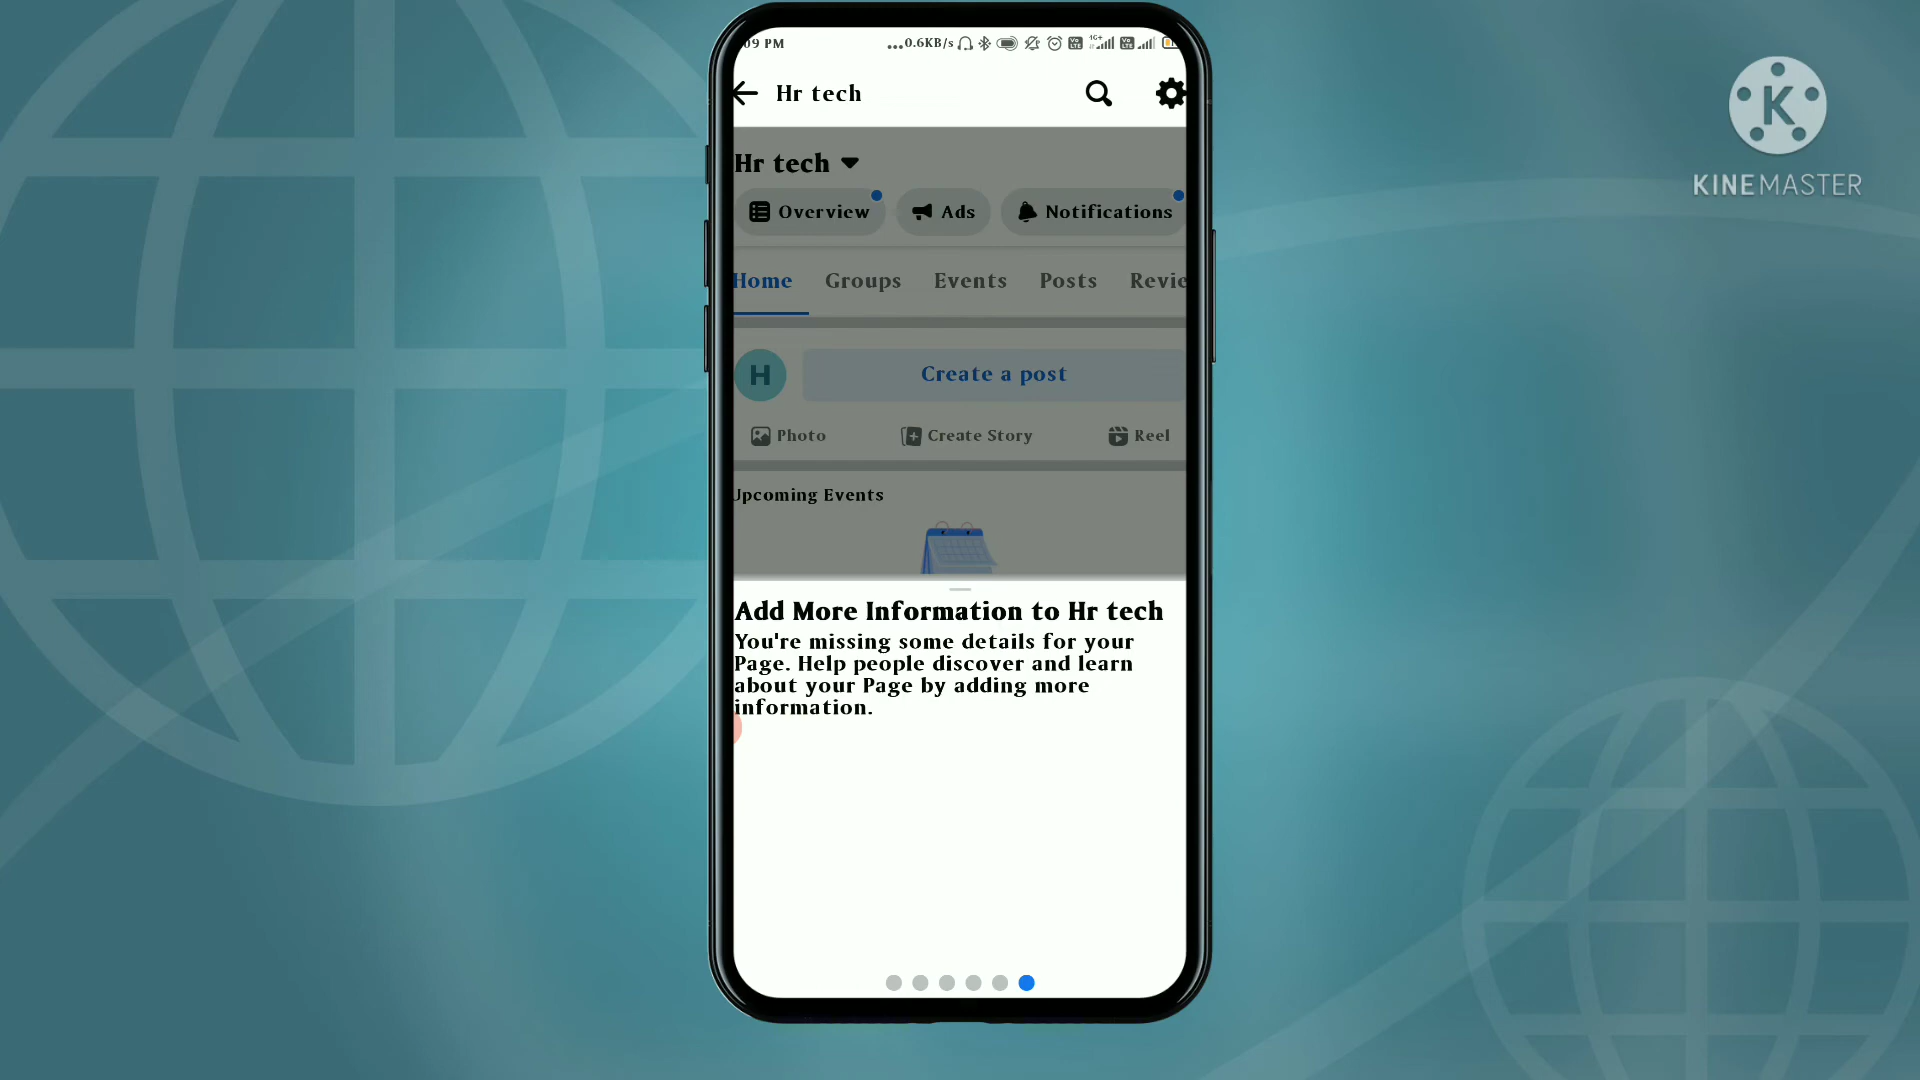 09 PM
...0.6KB/s
Hr tech
Hr tech
Overview
Ads
Notifications
Home
Groups
Events
Posts
Revie
H
Create a post
Photo
Create Story
Reel
Upcoming Events
Add More Information to Hr tech
You're missing some details for your
Page. Help people discover and learn
about your Page by adding more
information.
K
KINEMASTER